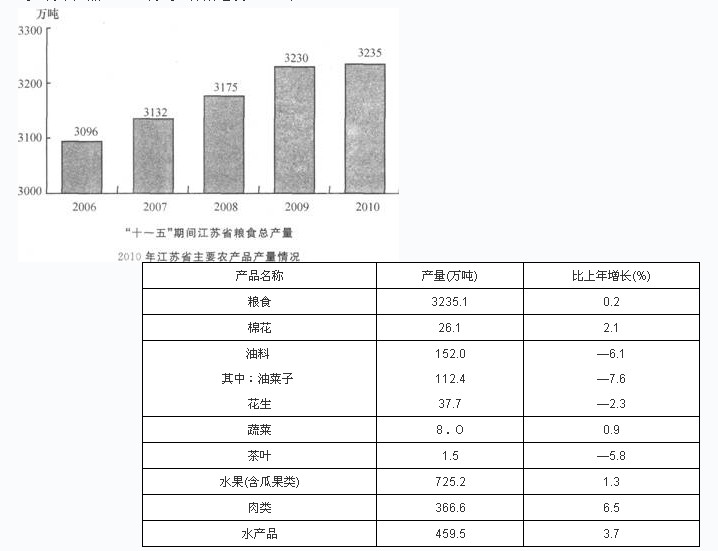 万吨
3300
3200
3100
3000
3096
3132
3175
3230
3235
2006 2007 2008 2009 2010
“十一五”期间江苏省粮食总产量
2010年江苏省主要农产品产量情况
产品名称 产量(万吨) 比上年增长(%)
粮食 3235.1 0.2
棉花 26.1 2.1
油料 152.0 —6.1
其中：油菜子 112.4 —7.6
花生 37.7 —2.3
蔬菜 8．O 0.9
茶叶 1.5 —5.8
水果(含瓜果类) 725.2 1.3
肉类 366.6 6.5
水产品 459.5 3.7